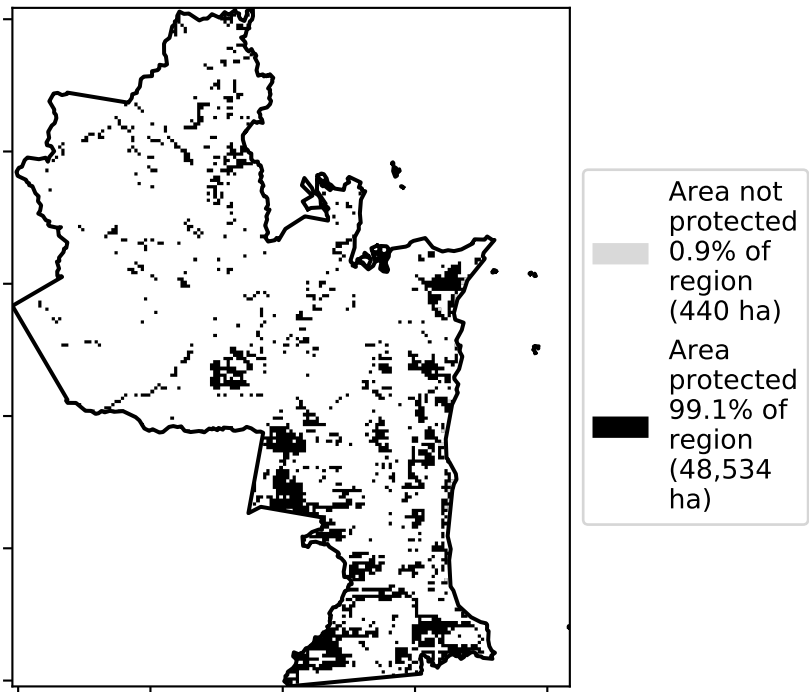 Area not
protected
0.9% of
region
(440 ha)
Area
protected
99.1% of
region
(48,534
ha)